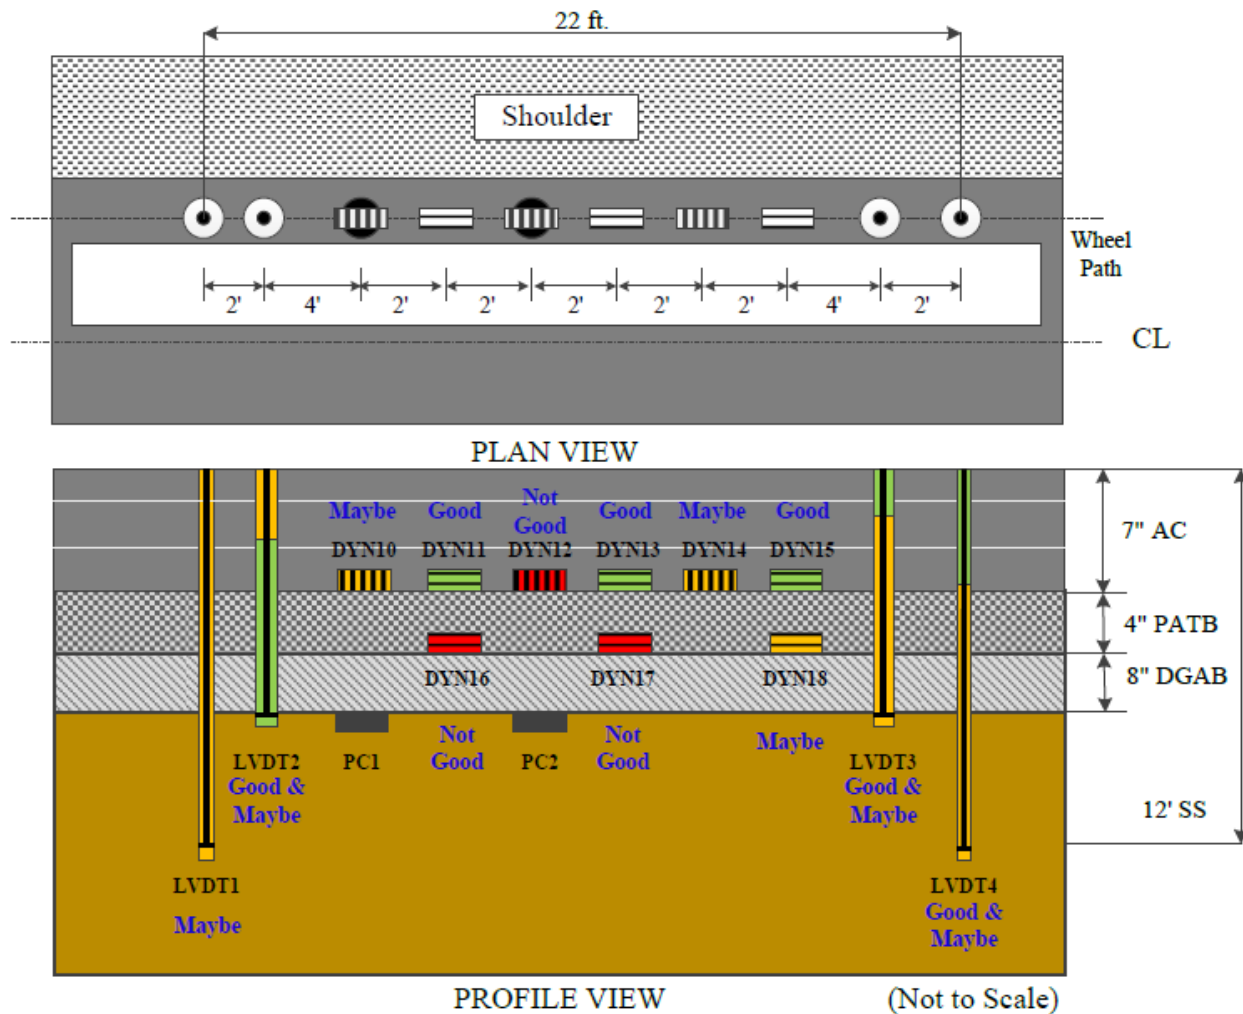 22 ft.
Shoulder
Wheel
Path
2' 4' 2' 2' 2' 2' 2' 4' 2'
CL
PLAN VIEW
Maybe Good Not Good Good Maybe Good
DYN10 DYN11 DYN12 DYN13 DYN14 DYN15
7" AC
4" PATB
8" DGAB
DYN16 DYN17 DYN18
Not Good Not Good Maybe
LVDT2 PC1 PC2 LVDT3
Good & Maybe Good & Maybe
12' SS
LVDT1 LVDT4
Maybe Good & Maybe
PROFILE VIEW (Not to Scale)